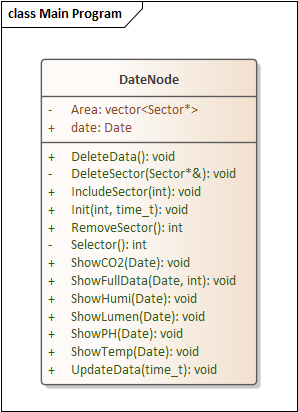 class Main Program
DateNode
- Area: vector<Sector*>
+ date: Date
+ DeleteData(): void
- DeleteSector(Sector*&): void
+ IncludeSector(int): void
+ Init(int, time_t): void
+ RemoveSector(): int
- Selector(): int
+ ShowCO2(Date): void
+ ShowFullData(Date, int): void
+ ShowHumi(Date): void
+ ShowLumen(Date): void
+ ShowPH(Date): void
+ ShowTemp(Date): void
+ UpdateData(time_t): void